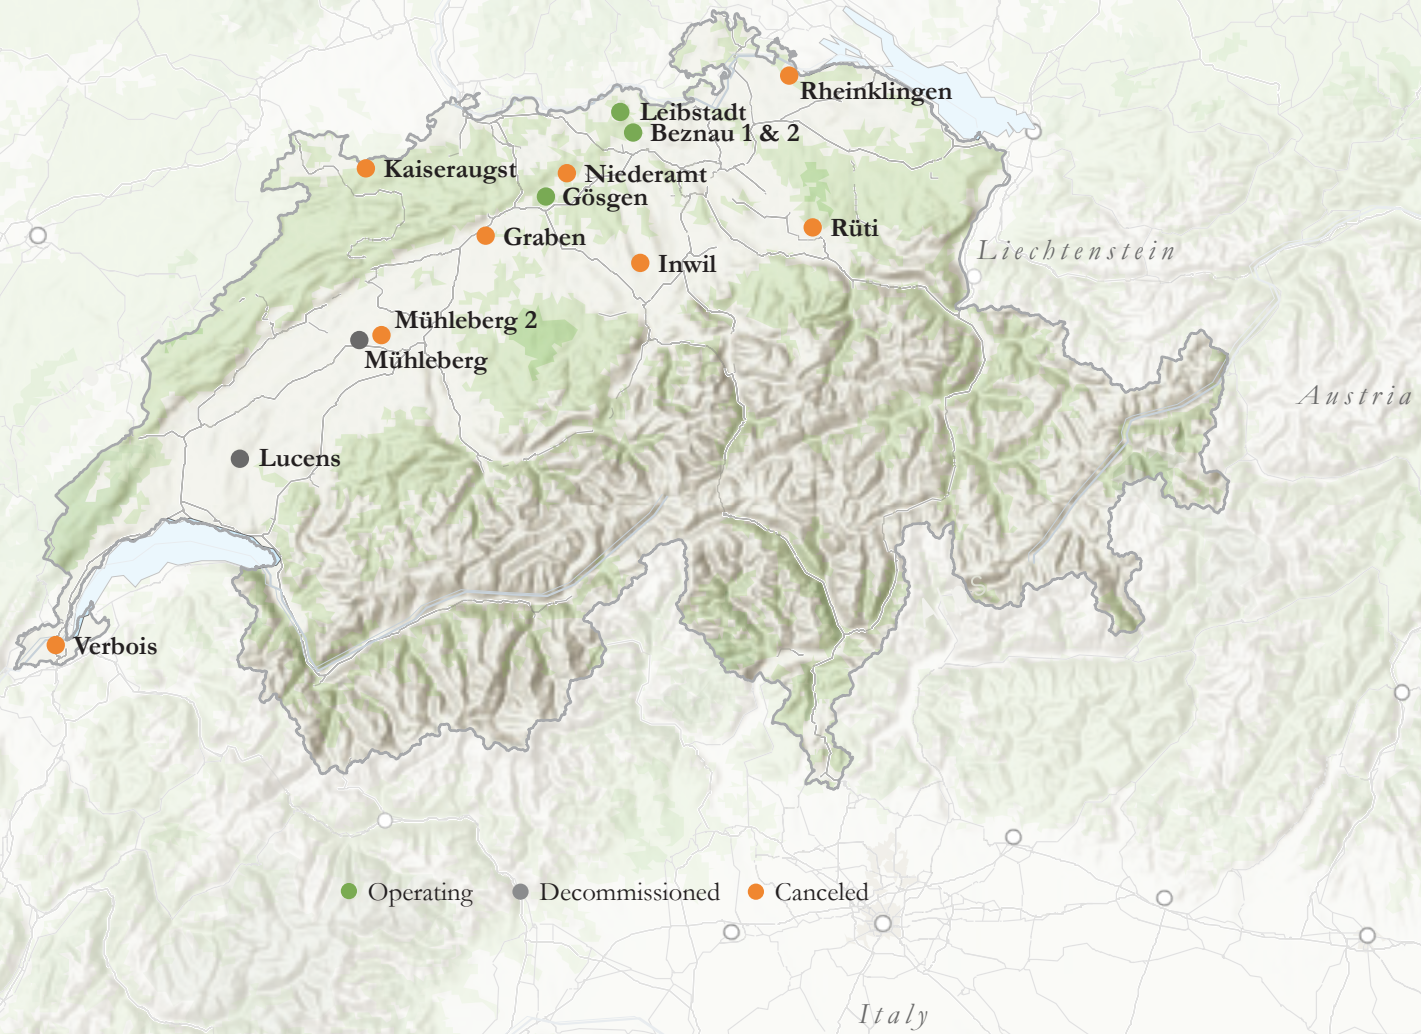 Rheinklingen
Leibstadt
Beznau 1 & 2
Kaiseraugst
Niederamt
Gösgen
Rüti
Graben
Liechtenstein
Inwil
Mühleberg 2
Mühleberg
Austria
Lucens
Verbois
Operating
Decommissioned
Canceled
Italy